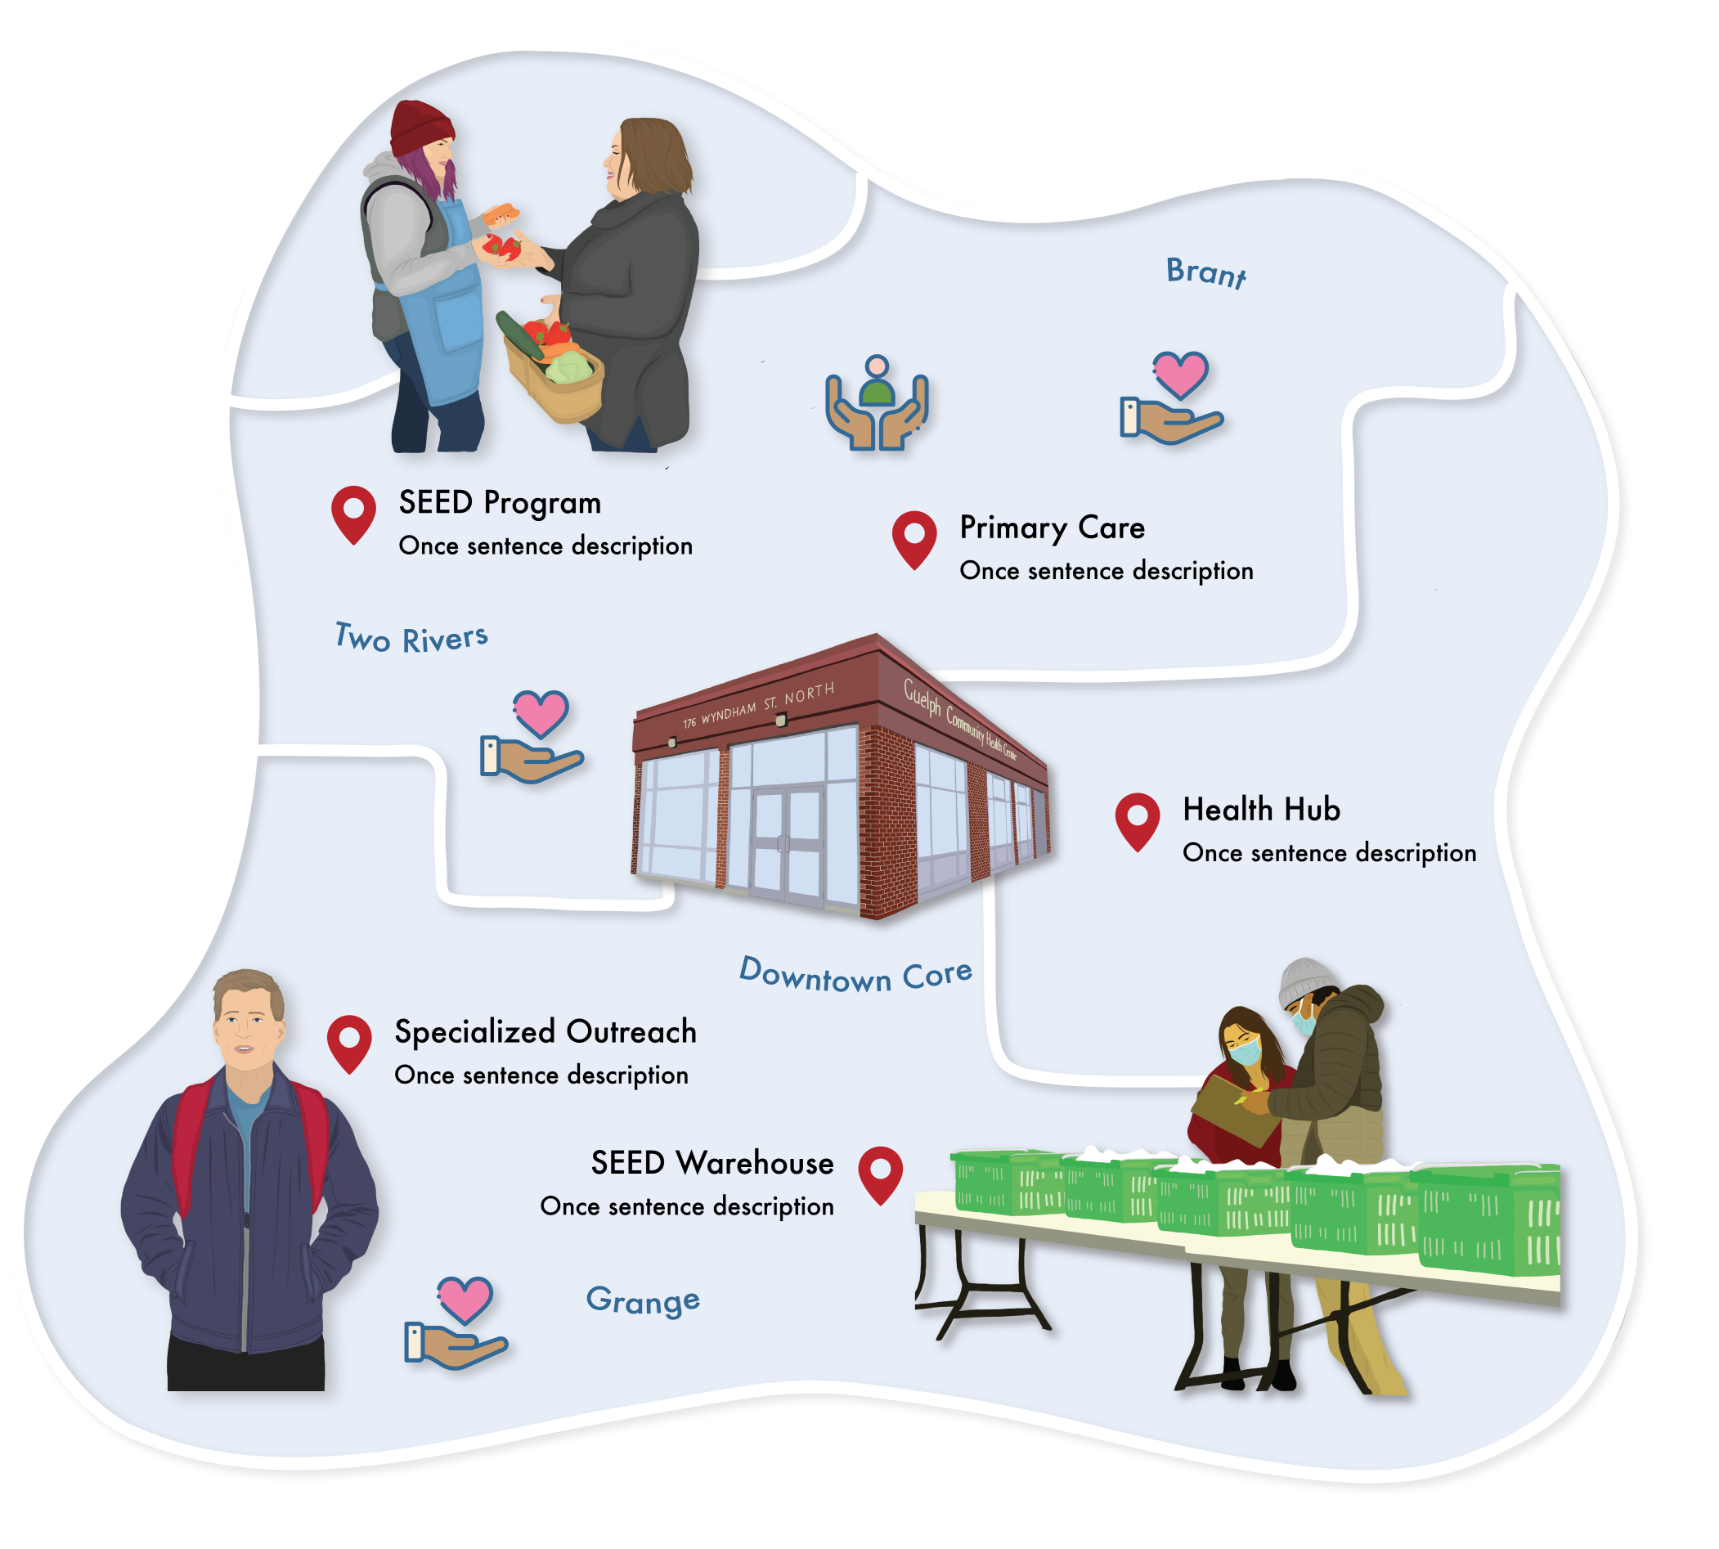 Brant
SEED Program
Once sentence description
Primary Care
Once sentence description
Two Rivers
176 WYNDHAM ST. NORTH
Guelph Community Health Centre
Health Hub
Once sentence description
Downtown Core
Specialized Outreach
Once sentence description
SEED Warehouse
Once sentence description
Grange